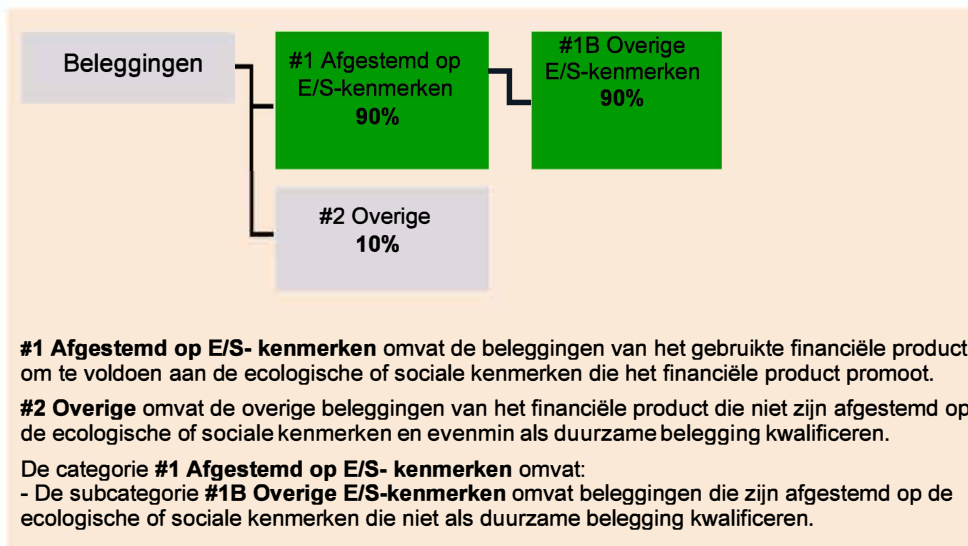 Beleggingen
#1 Afgestemd op
E/S-kenmerken
90%
#1B Overige
E/S-kenmerken
90%
#2 Overige
10%
#1 Afgestemd op E/S- kenmerken omvat de beleggingen van het gebruikte financiële product
om te voldoen aan de ecologische of sociale kenmerken die het financiële product promoot.
#2 Overige omvat de overige beleggingen van het financiële product die niet zijn afgestemd op
de ecologische of sociale kenmerken en evenmin als duurzame belegging kwalificeren.
De categorie #1 Afgestemd op E/S- kenmerken omvat:
- De subcategorie #1B Overige E/S-kenmerken omvat beleggingen die zijn afgestemd op de
ecologische of sociale kenmerken die niet als duurzame belegging kwalificeren.